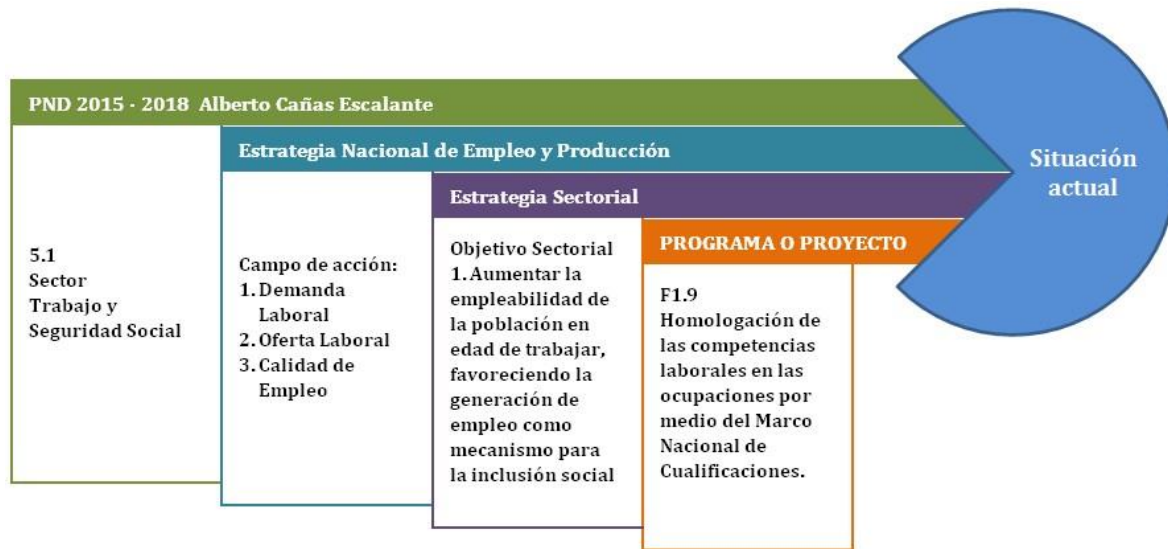 PND 2015 - 2018 Alberto Cañas Escalante
5.1
Sector
Trabajo y
Seguridad Social
Estrategia Nacional de Empleo y Producción
Campo de acción:
1. Demanda
Laboral
2. Oferta Laboral
3. Calidad de
Empleo
Estrategia Sectorial
Objetivo Sectorial
1. Aumentar la
empleabilidad de
la población en
edad de trabajar,
favoreciendo la
generación de
empleo como
mecanismo para
la inclusión social
PROGRAMA O PROYECTO
F1.9
Homologación de
las competencias
laborales en las
ocupaciones por
medio del Marco
Nacional de
Cualificaciones.
Situación
actual